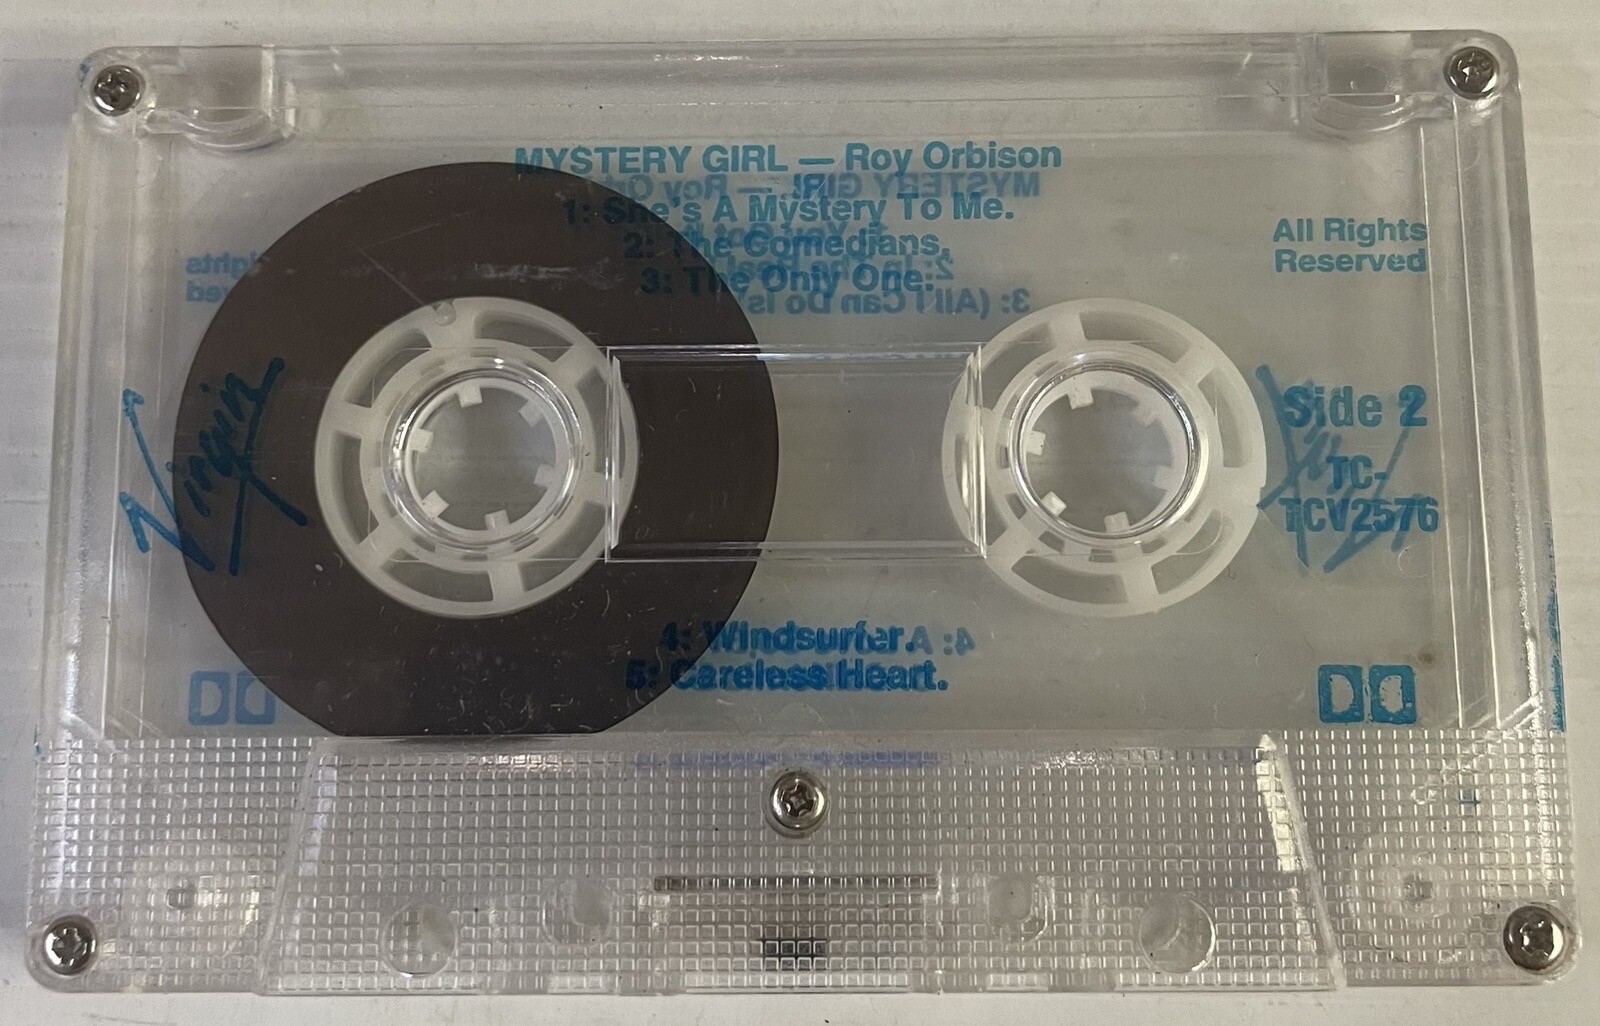 MYSTERY GIRL — Roy Orbison
1: She's A Mystery To Me.
2: The Comedians.
3: The Only One.
All Rights
Reserved
Virgin
Side 2
TC-
TCV2576
4: Windsurfer.
5: Careless Heart.